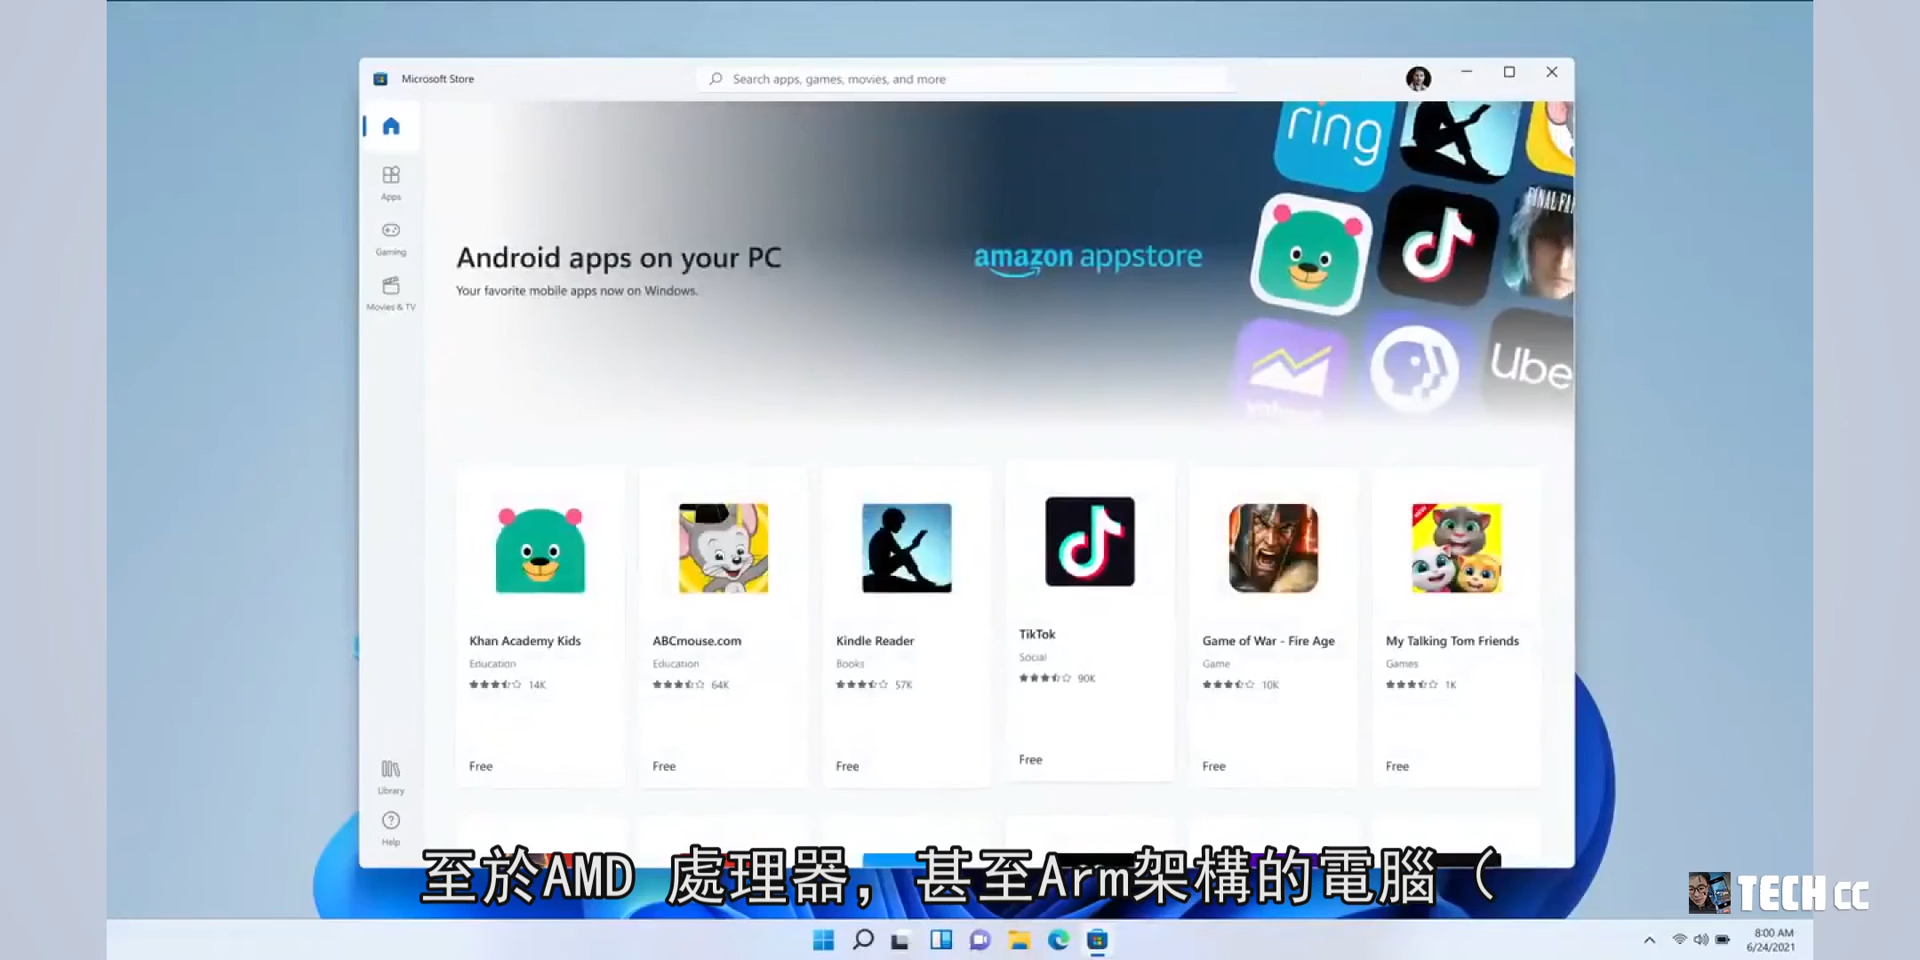 Microsoft Store
Search apps, games, movies, and more
Apps
Gaming
Movies & TV
Android apps on your PC
Your favorite mobile apps now on Windows.
amazon appstore
ring
FINAL FA
Ube
Khan Academy Kids
Education
14K
Free
ABCmouse.com
Education
64K
Free
Kindle Reader
Books
57K
Free
TikTok
Social
90K
Free
Game of War - Fire Age
Game
10K
Free
NEW
My Talking Tom Friends
Games
1K
Free
Library
Help
至於AMD 處理器，甚至Arm架構的電腦（
TECH CC
8:00 AM
6/24/2021